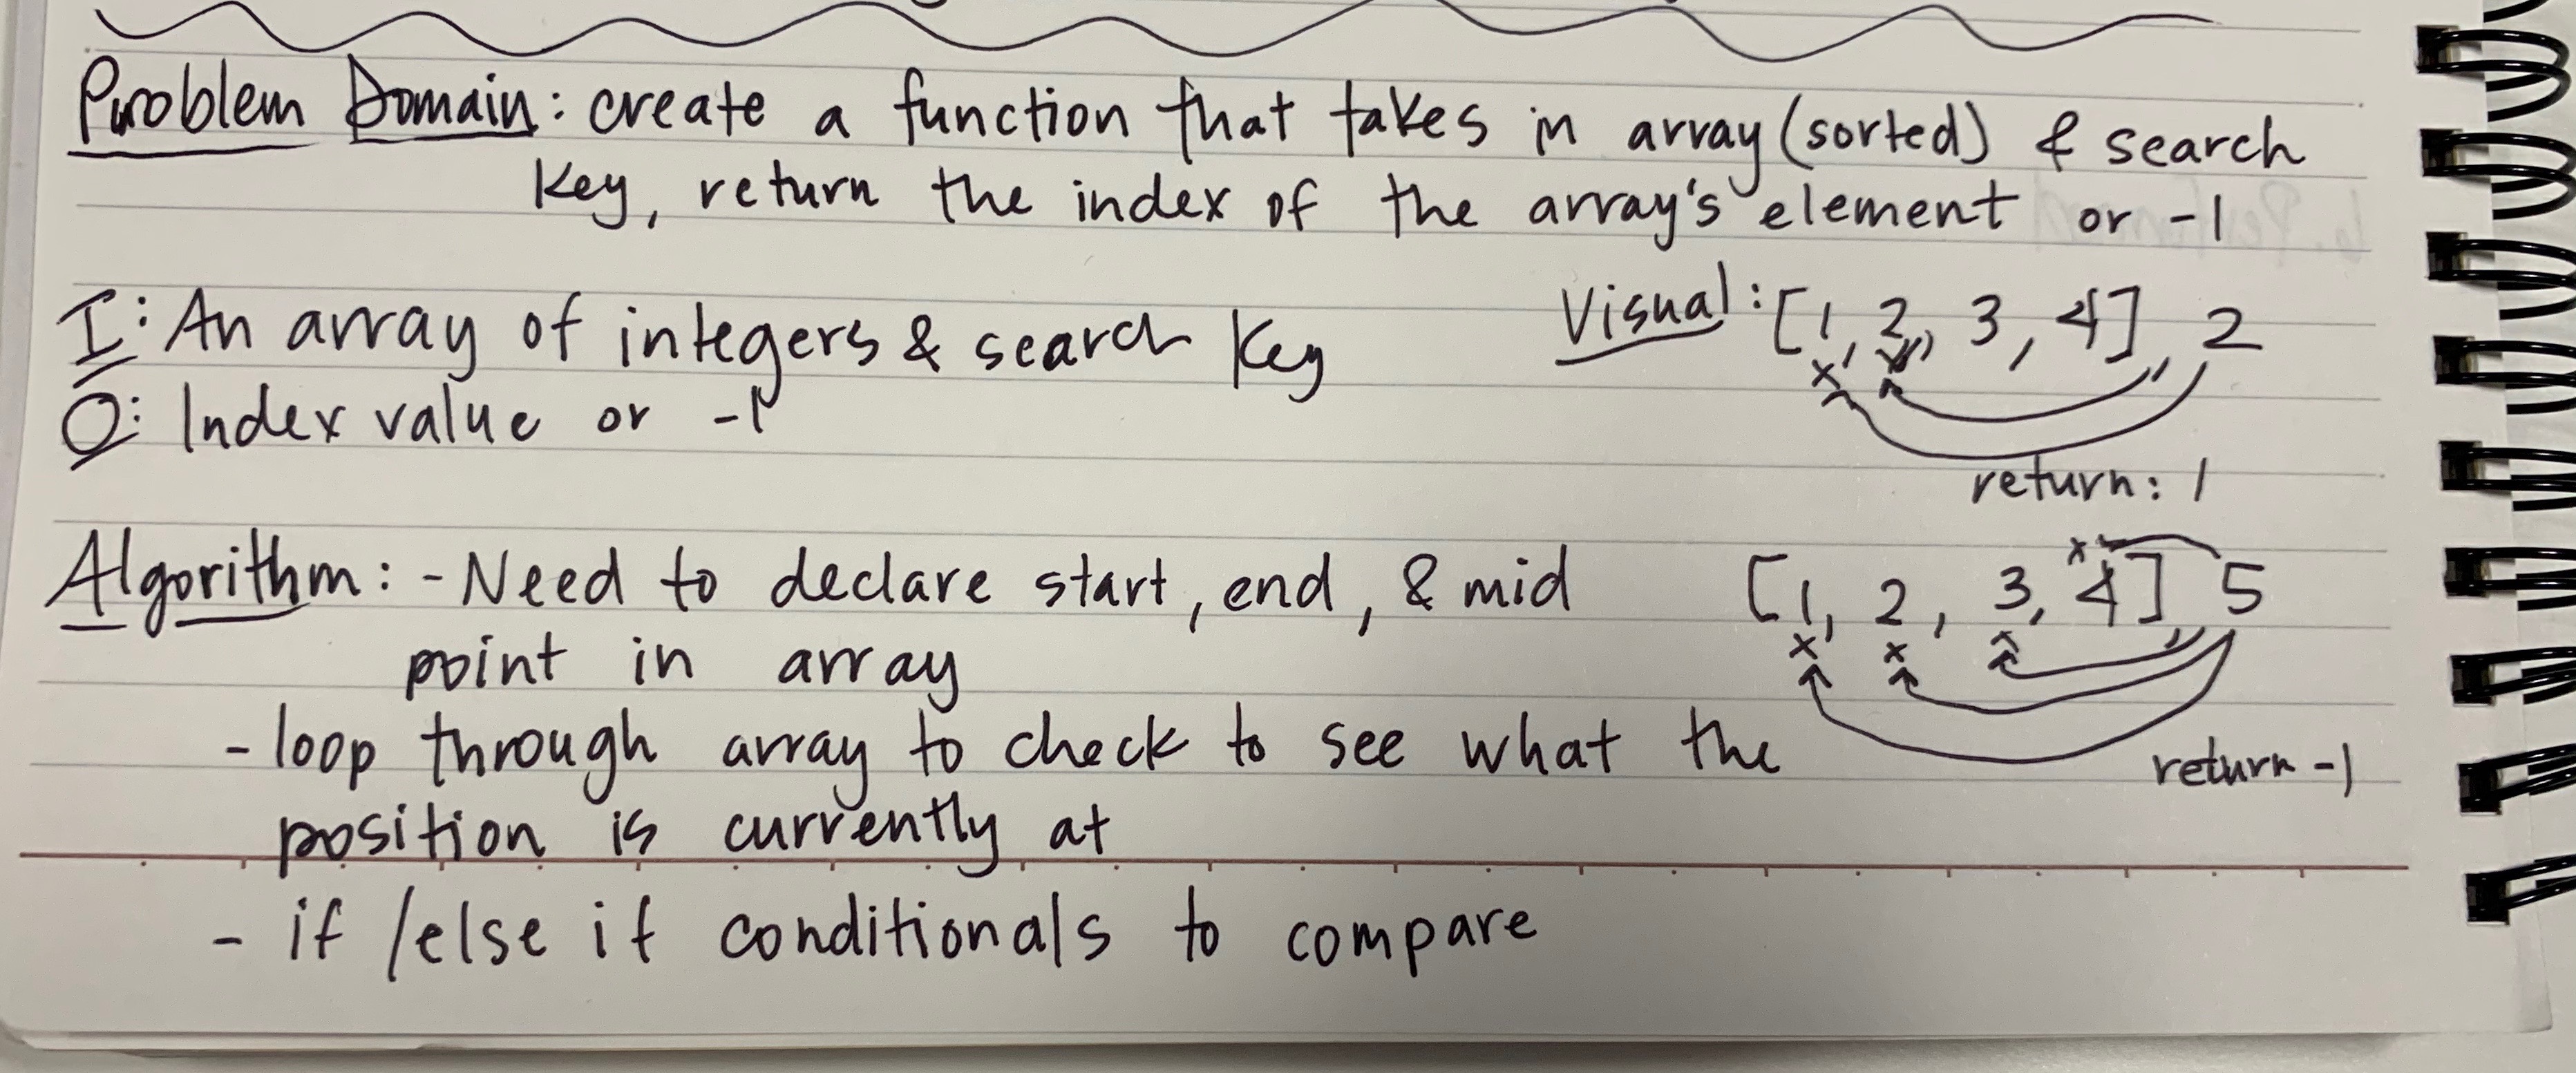 Problem Domain: create a function that takes in array (sorted) & search
key, return the index of the array's element or -1
I: An array of integers & search key
O: Index value or -1
Visual: [1, 2, 3, 4], 2
return: 1
Algorithm: - Need to declare start, end, & mid
point in array
- loop through array to check to see what the
position is currently at
- if /else if conditionals to compare
[1, 2, 3, 4] 5
return -1